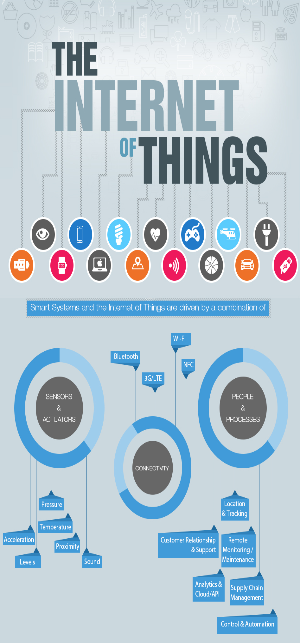 THE
INTERNET
OF THINGS
Smart Systems and the Internet of Things are driven by a combination of
SENSORS
&
ACTUATORS
CONNECTIVITY
PEOPLE
&
PROCESSES
Bluetooth
3G/LTE
Wi-Fi
NFC
Pressure
Temperature
Acceleration
Proximity
Levels
Sound
Location
& Tracking
Customer Relationship
& Support
Remote
Monitoring /
Maintenance
Analytics &
Cloud/API
Supply Chain
Management
Control & Automation